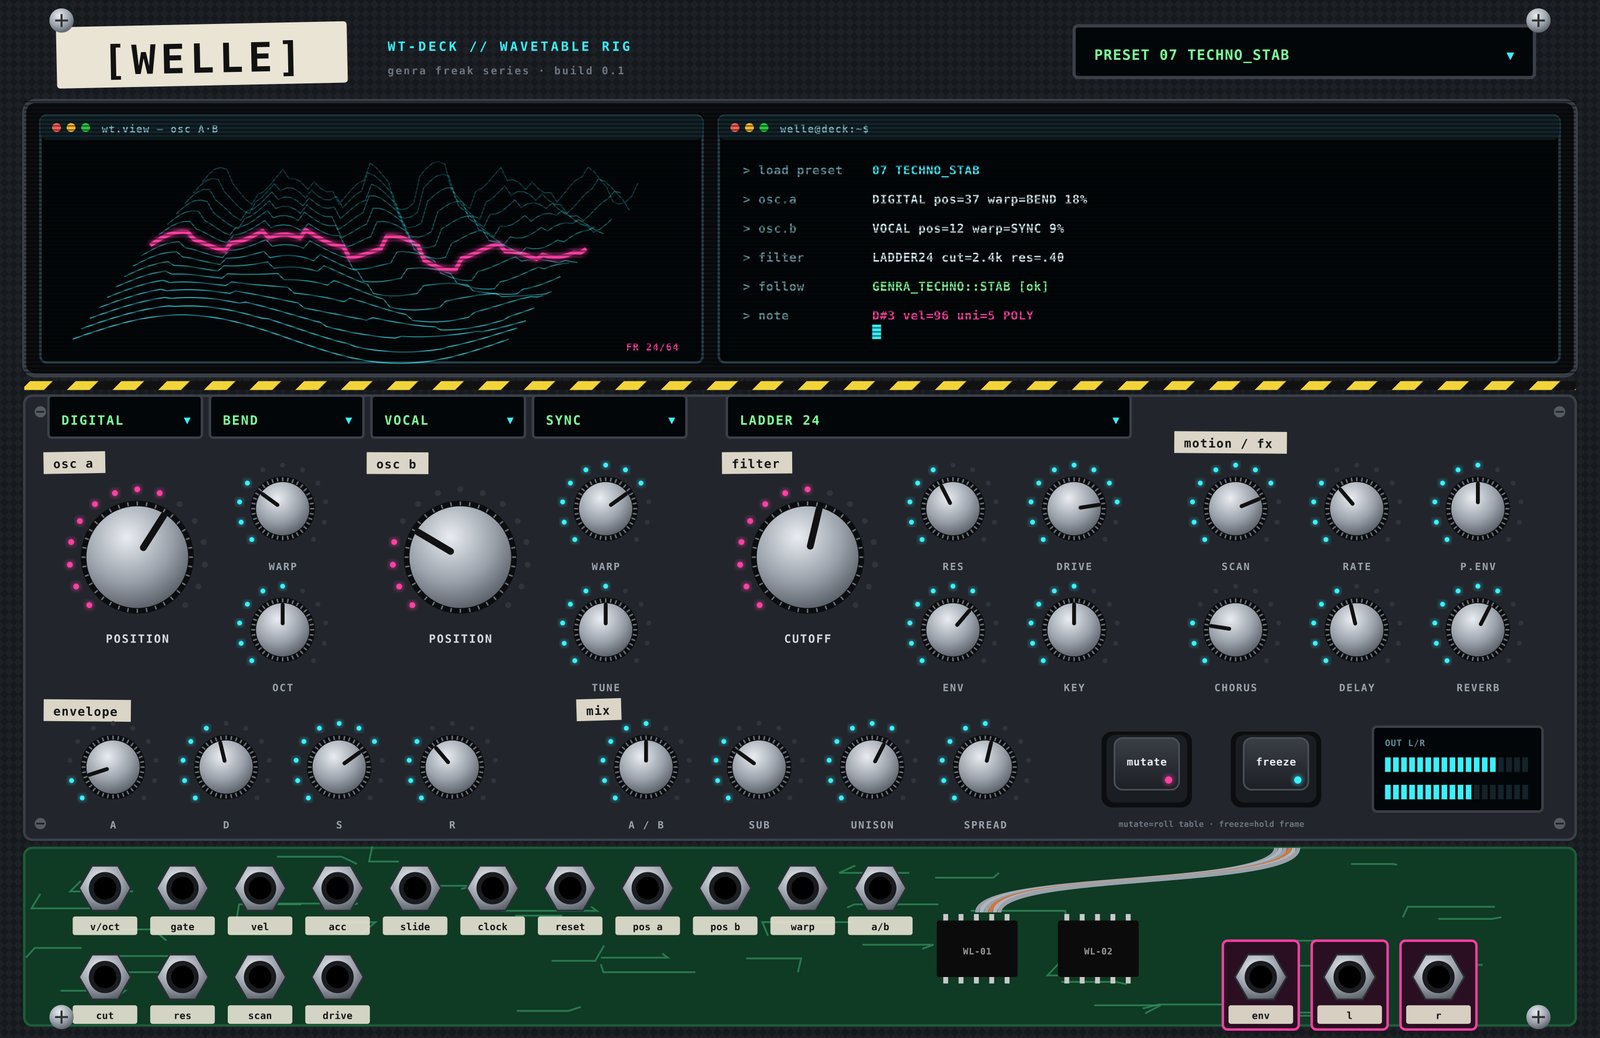 [WELLE]
WT-DECK // WAVETABLE RIG
genra freak series · build 0.1
PRESET 07 TECHNO_STAB ▼
wt.view — osc A·B
FR 24/64
welle@deck:~$
> load preset 07 TECHNO_STAB
> osc.a DIGITAL pos=37 warp=BEND 18%
> osc.b VOCAL pos=12 warp=SYNC 9%
> filter LADDER24 cut=2.4k res=.40
> follow GENRA_TECHNO::STAB [ok]
> note D#3 vel=96 uni=5 POLY
DIGITAL ▼ BEND ▼ VOCAL ▼ SYNC ▼ LADDER 24 ▼
motion / fx
osc a osc b filter
WARP WARP RES DRIVE SCAN RATE P.ENV
POSITION POSITION CUTOFF
OCT TUNE ENV KEY CHORUS DELAY REVERB
envelope mix
mutate freeze OUT L/R
A D S R A / B SUB UNISON SPREAD
mutate=roll table · freeze=hold frame
v/oct gate vel acc slide clock reset pos a pos b warp a/b
WL-01 WL-02
cut res scan drive env l r